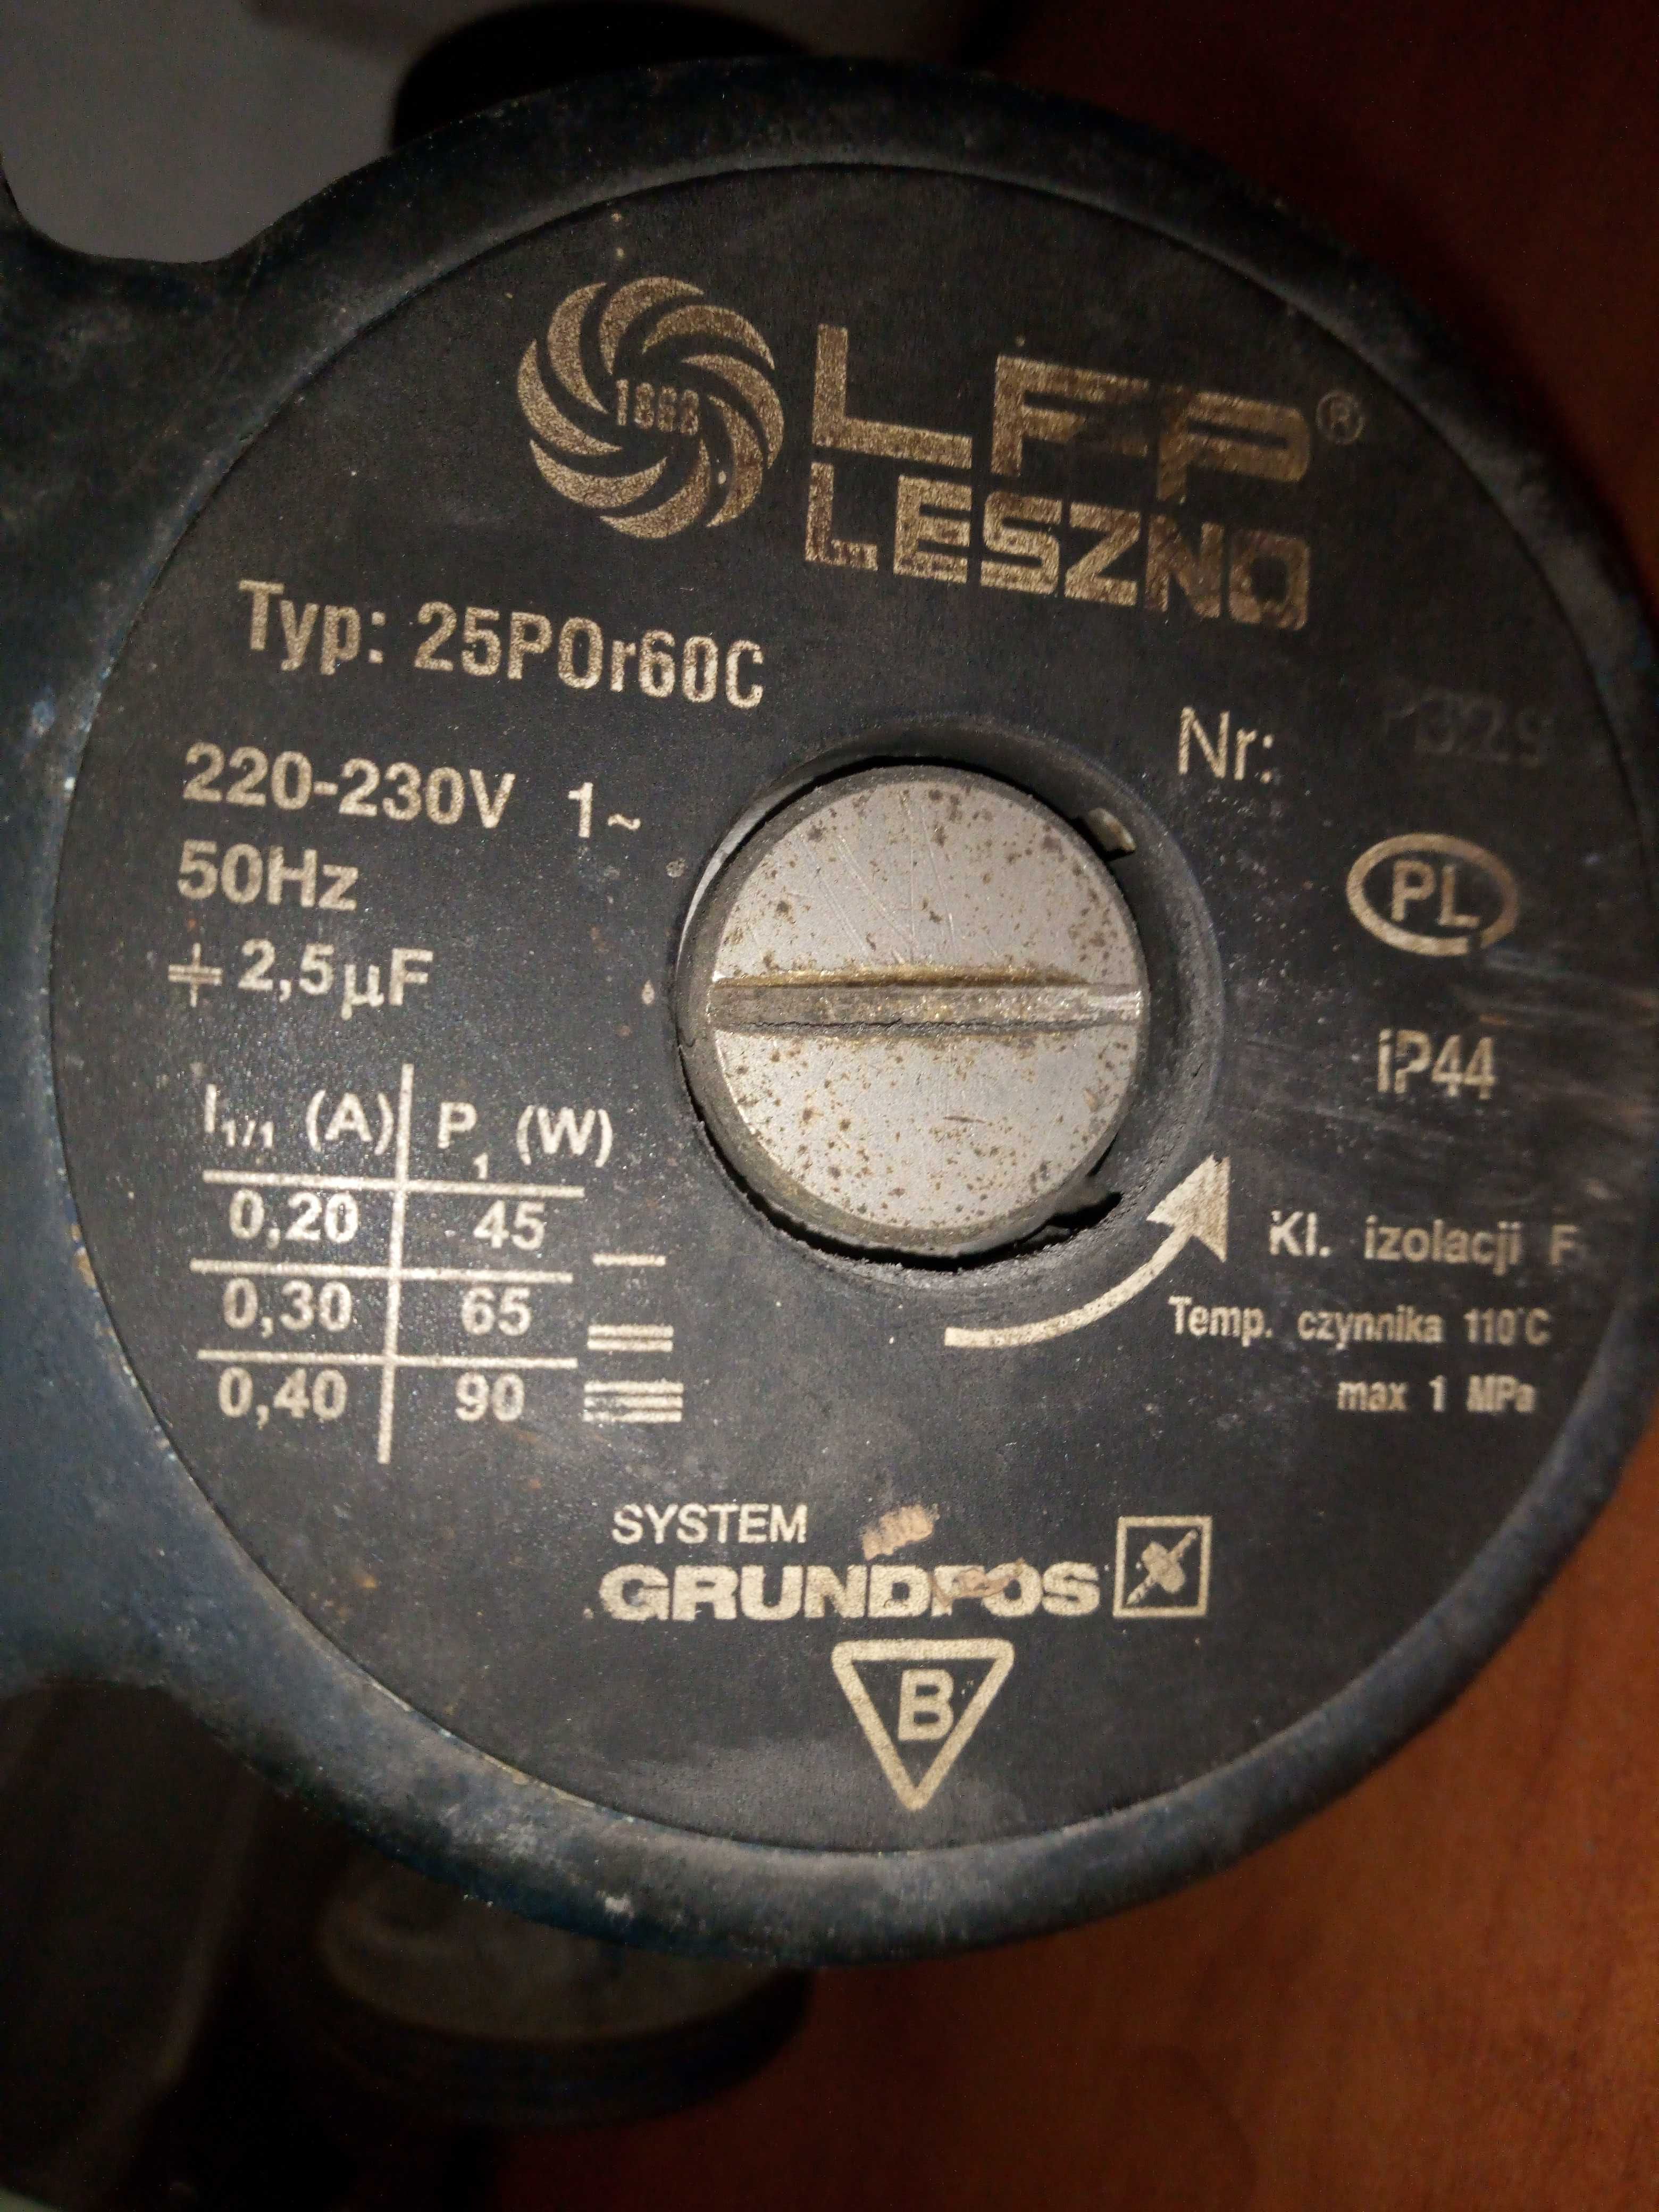 1868
LFP®
LESZNO
Typ: 25POr60C
Nr:
220-230V 1~
50Hz
2,5µF
PL
IP44
I1/1 (A) P1 (W)
0,20 45
0,30 65
0,40 90
Kl. izolacji F
Temp. czynnika 110°C
max 1 MPa
SYSTEM
GRUNDFOS
B